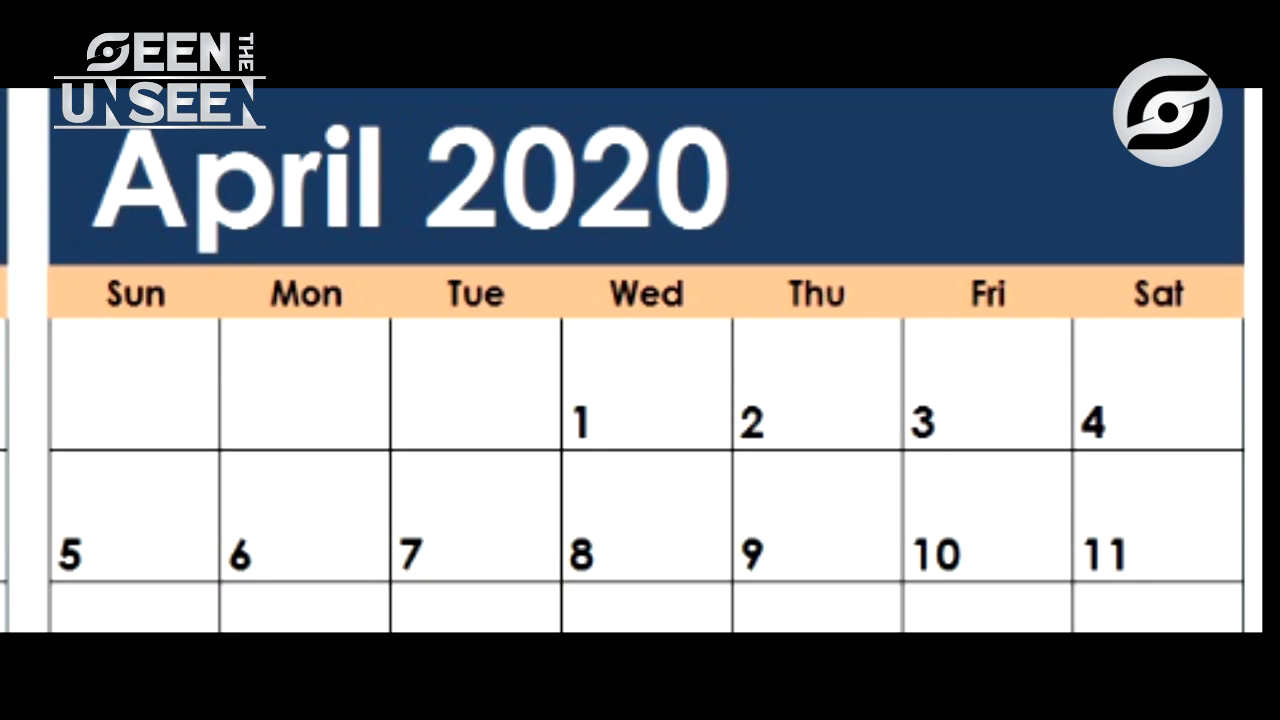 SEEN THE
UNSEEN
April 2020
Sun Mon Tue Wed Thu Fri Sat
1 2 3 4
5 6 7 8 9 10 11